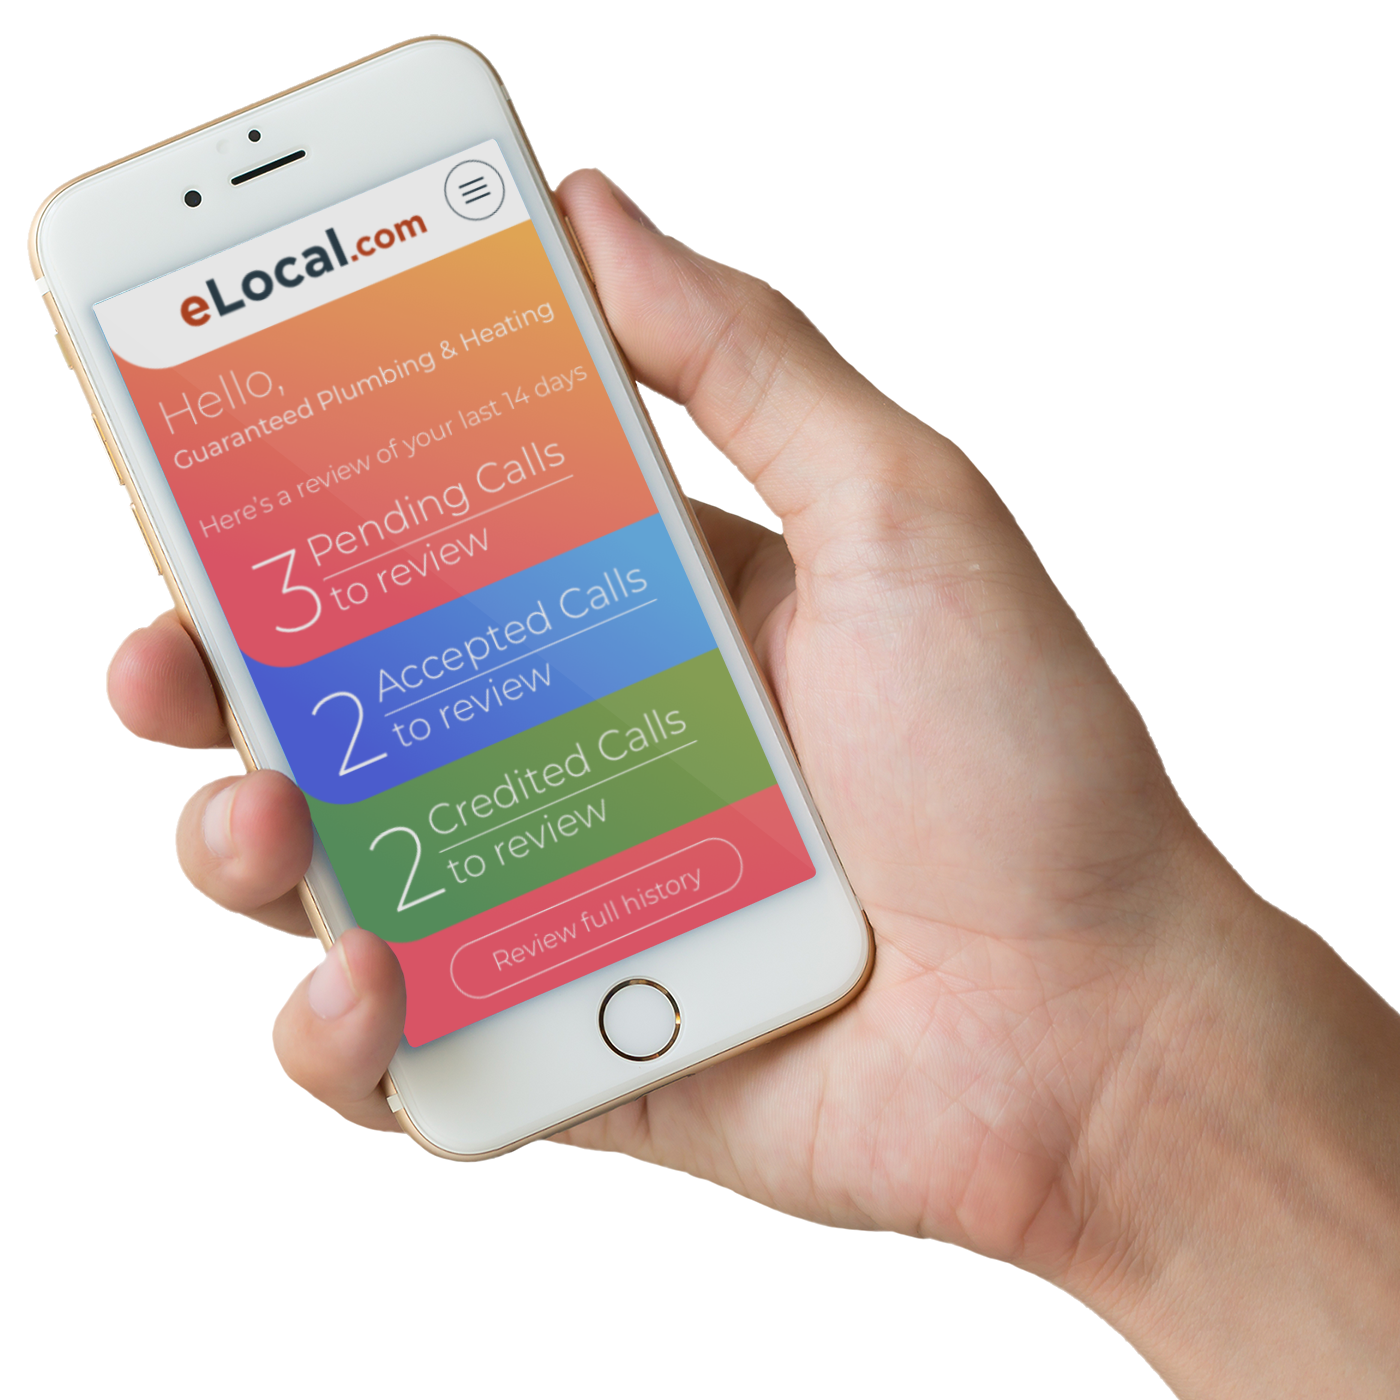 eLocal.com
Hello,
Guaranteed Plumbing & Heating
Here's a review of your last 14 days
3 Pending Calls
to review
2 Accepted Calls
to review
2 Credited Calls
to review
Review full history